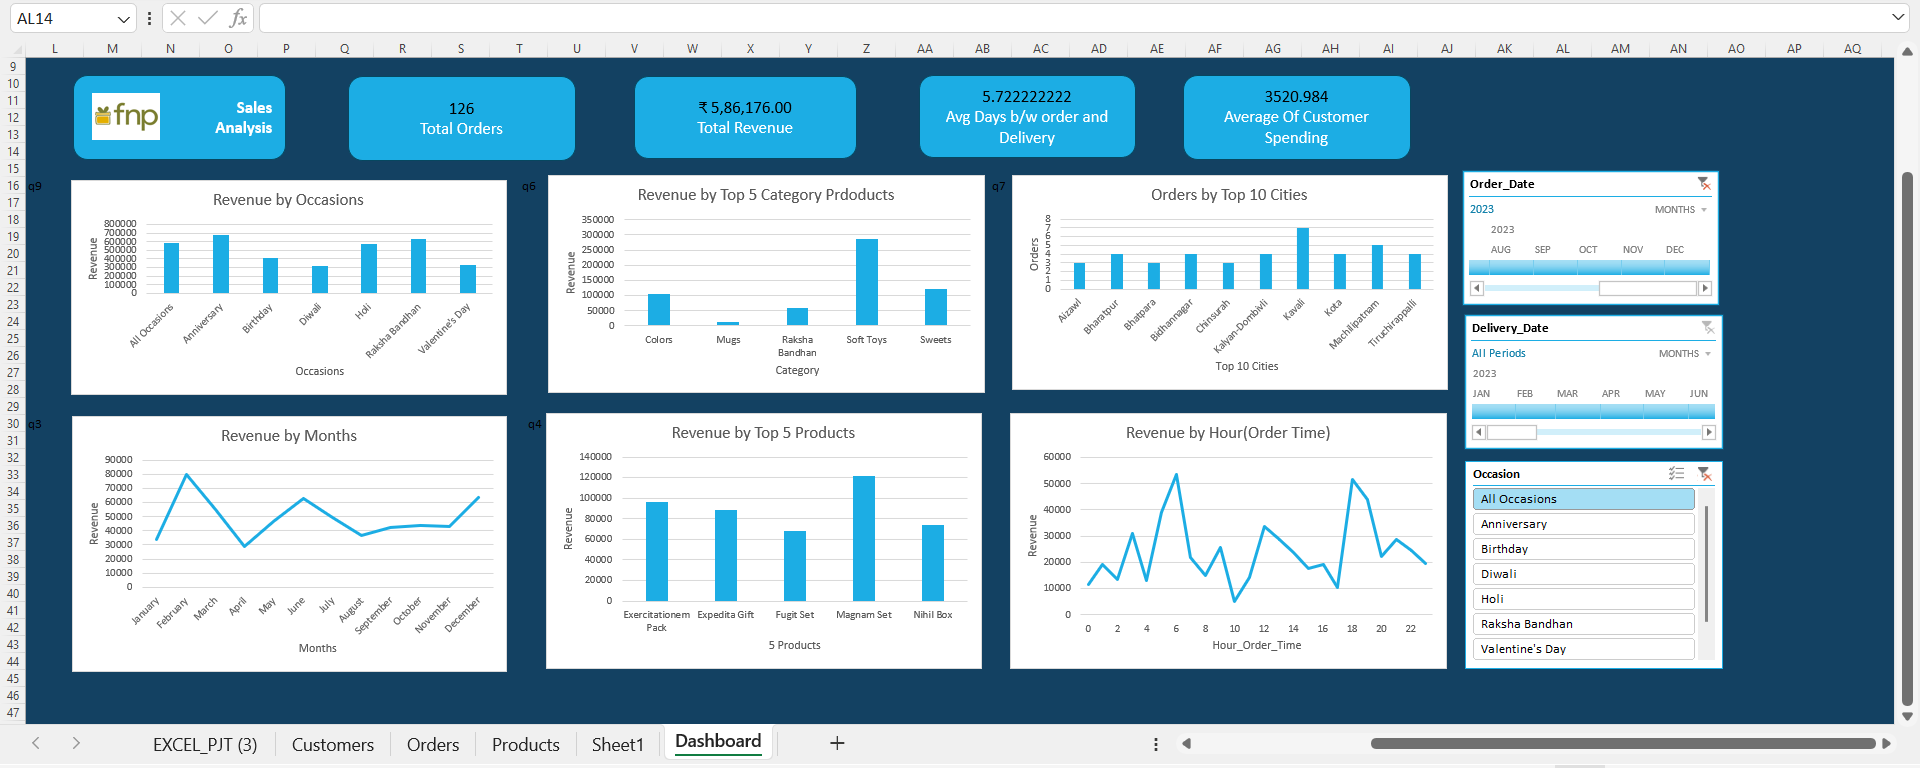 AL14
fx
L M N O P Q R S T U V W X Y Z AA AB AC AD AE AF AG AH AI AJ AK AL AM AN AO AP AQ
9
10
11
12
13
14
15
16
17
18
19
20
21
22
23
24
25
26
27
28
29
30
31
32
33
34
35
36
37
38
39
40
41
42
43
44
45
46
47
fnp
Sales
Analysis
126
Total Orders
₹ 5,86,176.00
Total Revenue
5.722222222
Avg Days b/w order and
Delivery
3520.984
Average Of Customer
Spending
q9
Revenue by Occasions
Revenue
800000
700000
600000
500000
400000
300000
200000
100000
0
All Occasions
Anniversary
Birthday
Diwali
Holi
Raksha Bandhan
Valentine's Day
Occasions
q6
Revenue by Top 5 Category Prdoducts
Revenue
350000
300000
250000
200000
150000
100000
50000
0
Colors
Mugs
Raksha
Bandhan
Soft Toys
Sweets
Category
q7
Orders by Top 10 Cities
Orders
8
7
6
5
4
3
2
1
0
Aizawl
Bharatpur
Bhatpara
Bidhannagar
Chinsurah
Kalyan-Dombivli
Kavali
Kota
Machilipatnam
Tiruchirappalli
Top 10 Cities
Order_Date
2023 MONTHS
2023
AUG SEP OCT NOV DEC
Delivery_Date
All Periods MONTHS
2023
JAN FEB MAR APR MAY JUN
q3
Revenue by Months
Revenue
90000
80000
70000
60000
50000
40000
30000
20000
10000
0
January
February
March
April
May
June
July
August
September
October
November
December
Months
q4
Revenue by Top 5 Products
Revenue
140000
120000
100000
80000
60000
40000
20000
0
Exercitationem
Pack
Expedita Gift
Fugit Set
Magnam Set
Nihil Box
5 Products
Revenue by Hour(Order Time)
Revenue
60000
50000
40000
30000
20000
10000
0
0 2 4 6 8 10 12 14 16 18 20 22
Hour_Order_Time
Occasion
All Occasions
Anniversary
Birthday
Diwali
Holi
Raksha Bandhan
Valentine's Day
EXCEL_PJT (3) Customers Orders Products Sheet1 Dashboard